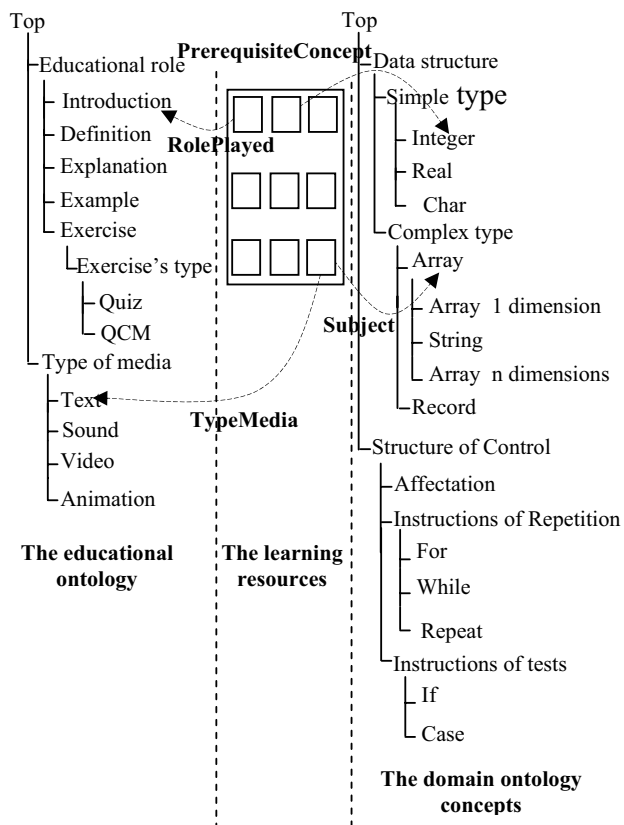 Top
Educational role
Introduction
Definition
Explanation
Example
Exercise
Exercise's type
Quiz
QCM
Type of media
Text
Sound
Video
Animation
The educational
ontology
PrerequisiteConcept
RolePlayed
Subject
TypeMedia
The learning
resources
Top
Data structure
Simple type
Integer
Real
Char
Complex type
Array
Array 1 dimension
String
Array n dimensions
Record
Structure of Control
Affectation
Instructions of Repetition
For
While
Repeat
Instructions of tests
If
Case
The domain ontology
concepts